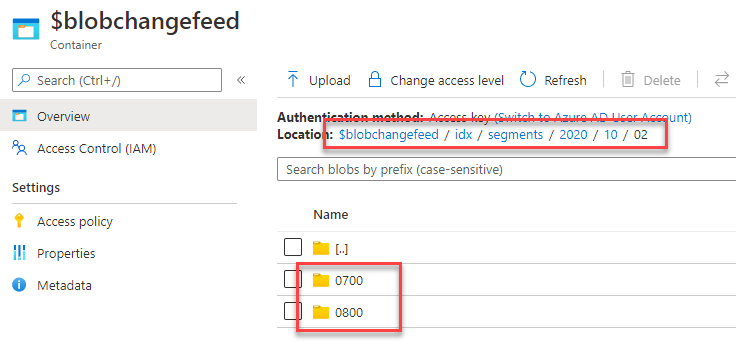 $blobchangefeed
Container
Search (Ctrl+/)
«
Overview
Access Control (IAM)
Settings
Access policy
Properties
Metadata
Upload Change access level Refresh Delete
Authentication method: Access key (Switch to Azure AD User Account)
Location: $blobchangefeed / idx / segments / 2020 / 10 / 02
Search blobs by prefix (case-sensitive)
Name
[..]
0700
0800